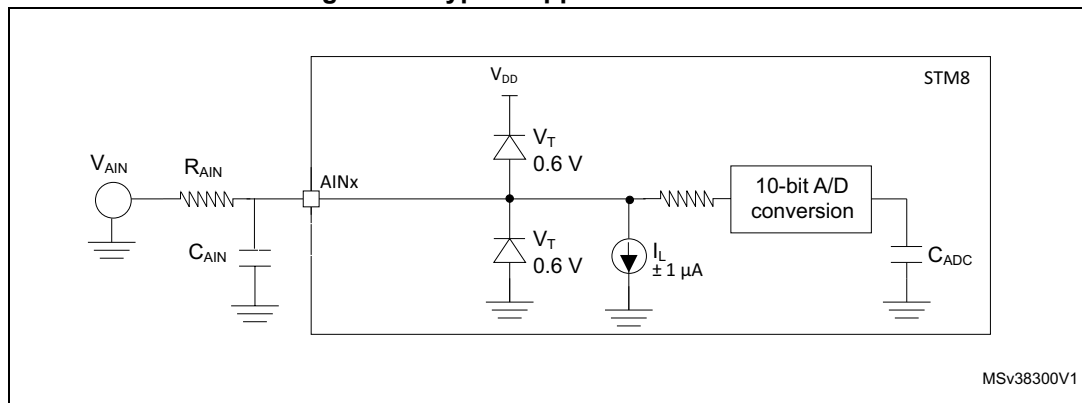 STM8
V_DD
V_T
0.6 V
V_AIN
R_AIN
AINx
10-bit A/D
conversion
C_AIN
V_T
0.6 V
I_L
± 1 µA
C_ADC
MSv38300V1